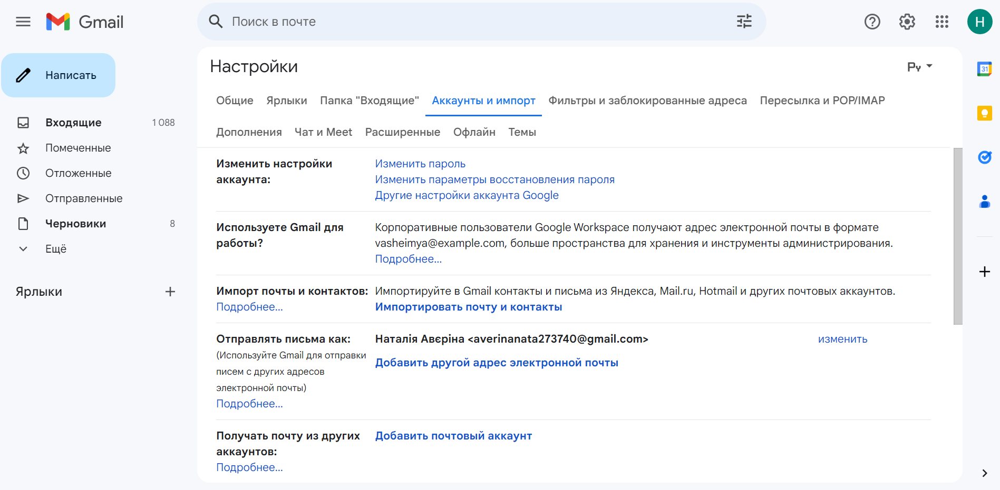 Gmail
Поиск в почте
Н
Написать
Входящие 1 088
Помеченные
Отложенные
Отправленные
Черновики 8
Ещё
Ярлыки
Настройки
Ру
Общие Ярлыки Папка "Входящие" Аккаунты и импорт Фильтры и заблокированные адреса Пересылка и POP/IMAP
Дополнения Чат и Meet Расширенные Офлайн Темы
Изменить настройки
аккаунта:
Изменить пароль
Изменить параметры восстановления пароля
Другие настройки аккаунта Google
Используете Gmail для
работы?
Корпоративные пользователи Google Workspace получают адрес электронной почты в формате
vasheimya@example.com, больше пространства для хранения и инструменты администрирования.
Подробнее...
Импорт почты и контактов:
Подробнее...
Импортируйте в Gmail контакты и письма из Яндекса, Mail.ru, Hotmail и других почтовых аккаунтов.
Импортировать почту и контакты
Отправлять письма как:
(Используйте Gmail для отправки
писем с других адресов
электронной почты)
Подробнее...
Наталія Авєріна <averinanata273740@gmail.com>
изменить
Добавить другой адрес электронной почты
Получать почту из других
аккаунтов:
Подробнее...
Добавить почтовый аккаунт
31